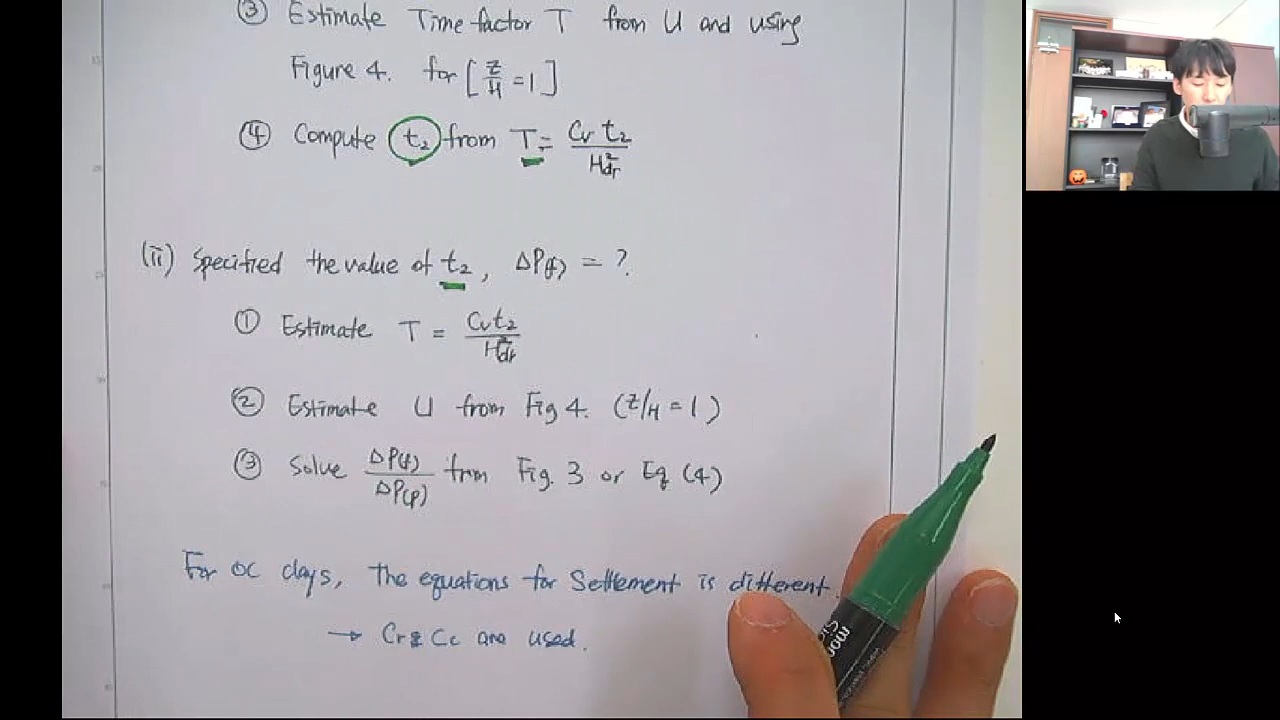 ③ Estimate Time factor T from U and using
Figure 4. for [z/H = 1]
④ Compute t₂ from T = Cv t₂ / H²dr
(ii) Specified the value of t₂, ΔP(f) = ?
① Estimate T = Cv t₂ / H²dr
② Estimate U from Fig 4. (z/H = 1)
③ Solve ΔP(f) / ΔP(p) from Fig. 3 or Eq (4)
For OC clays, the equations for Settlement is different.
→ Cr & Cc are used.